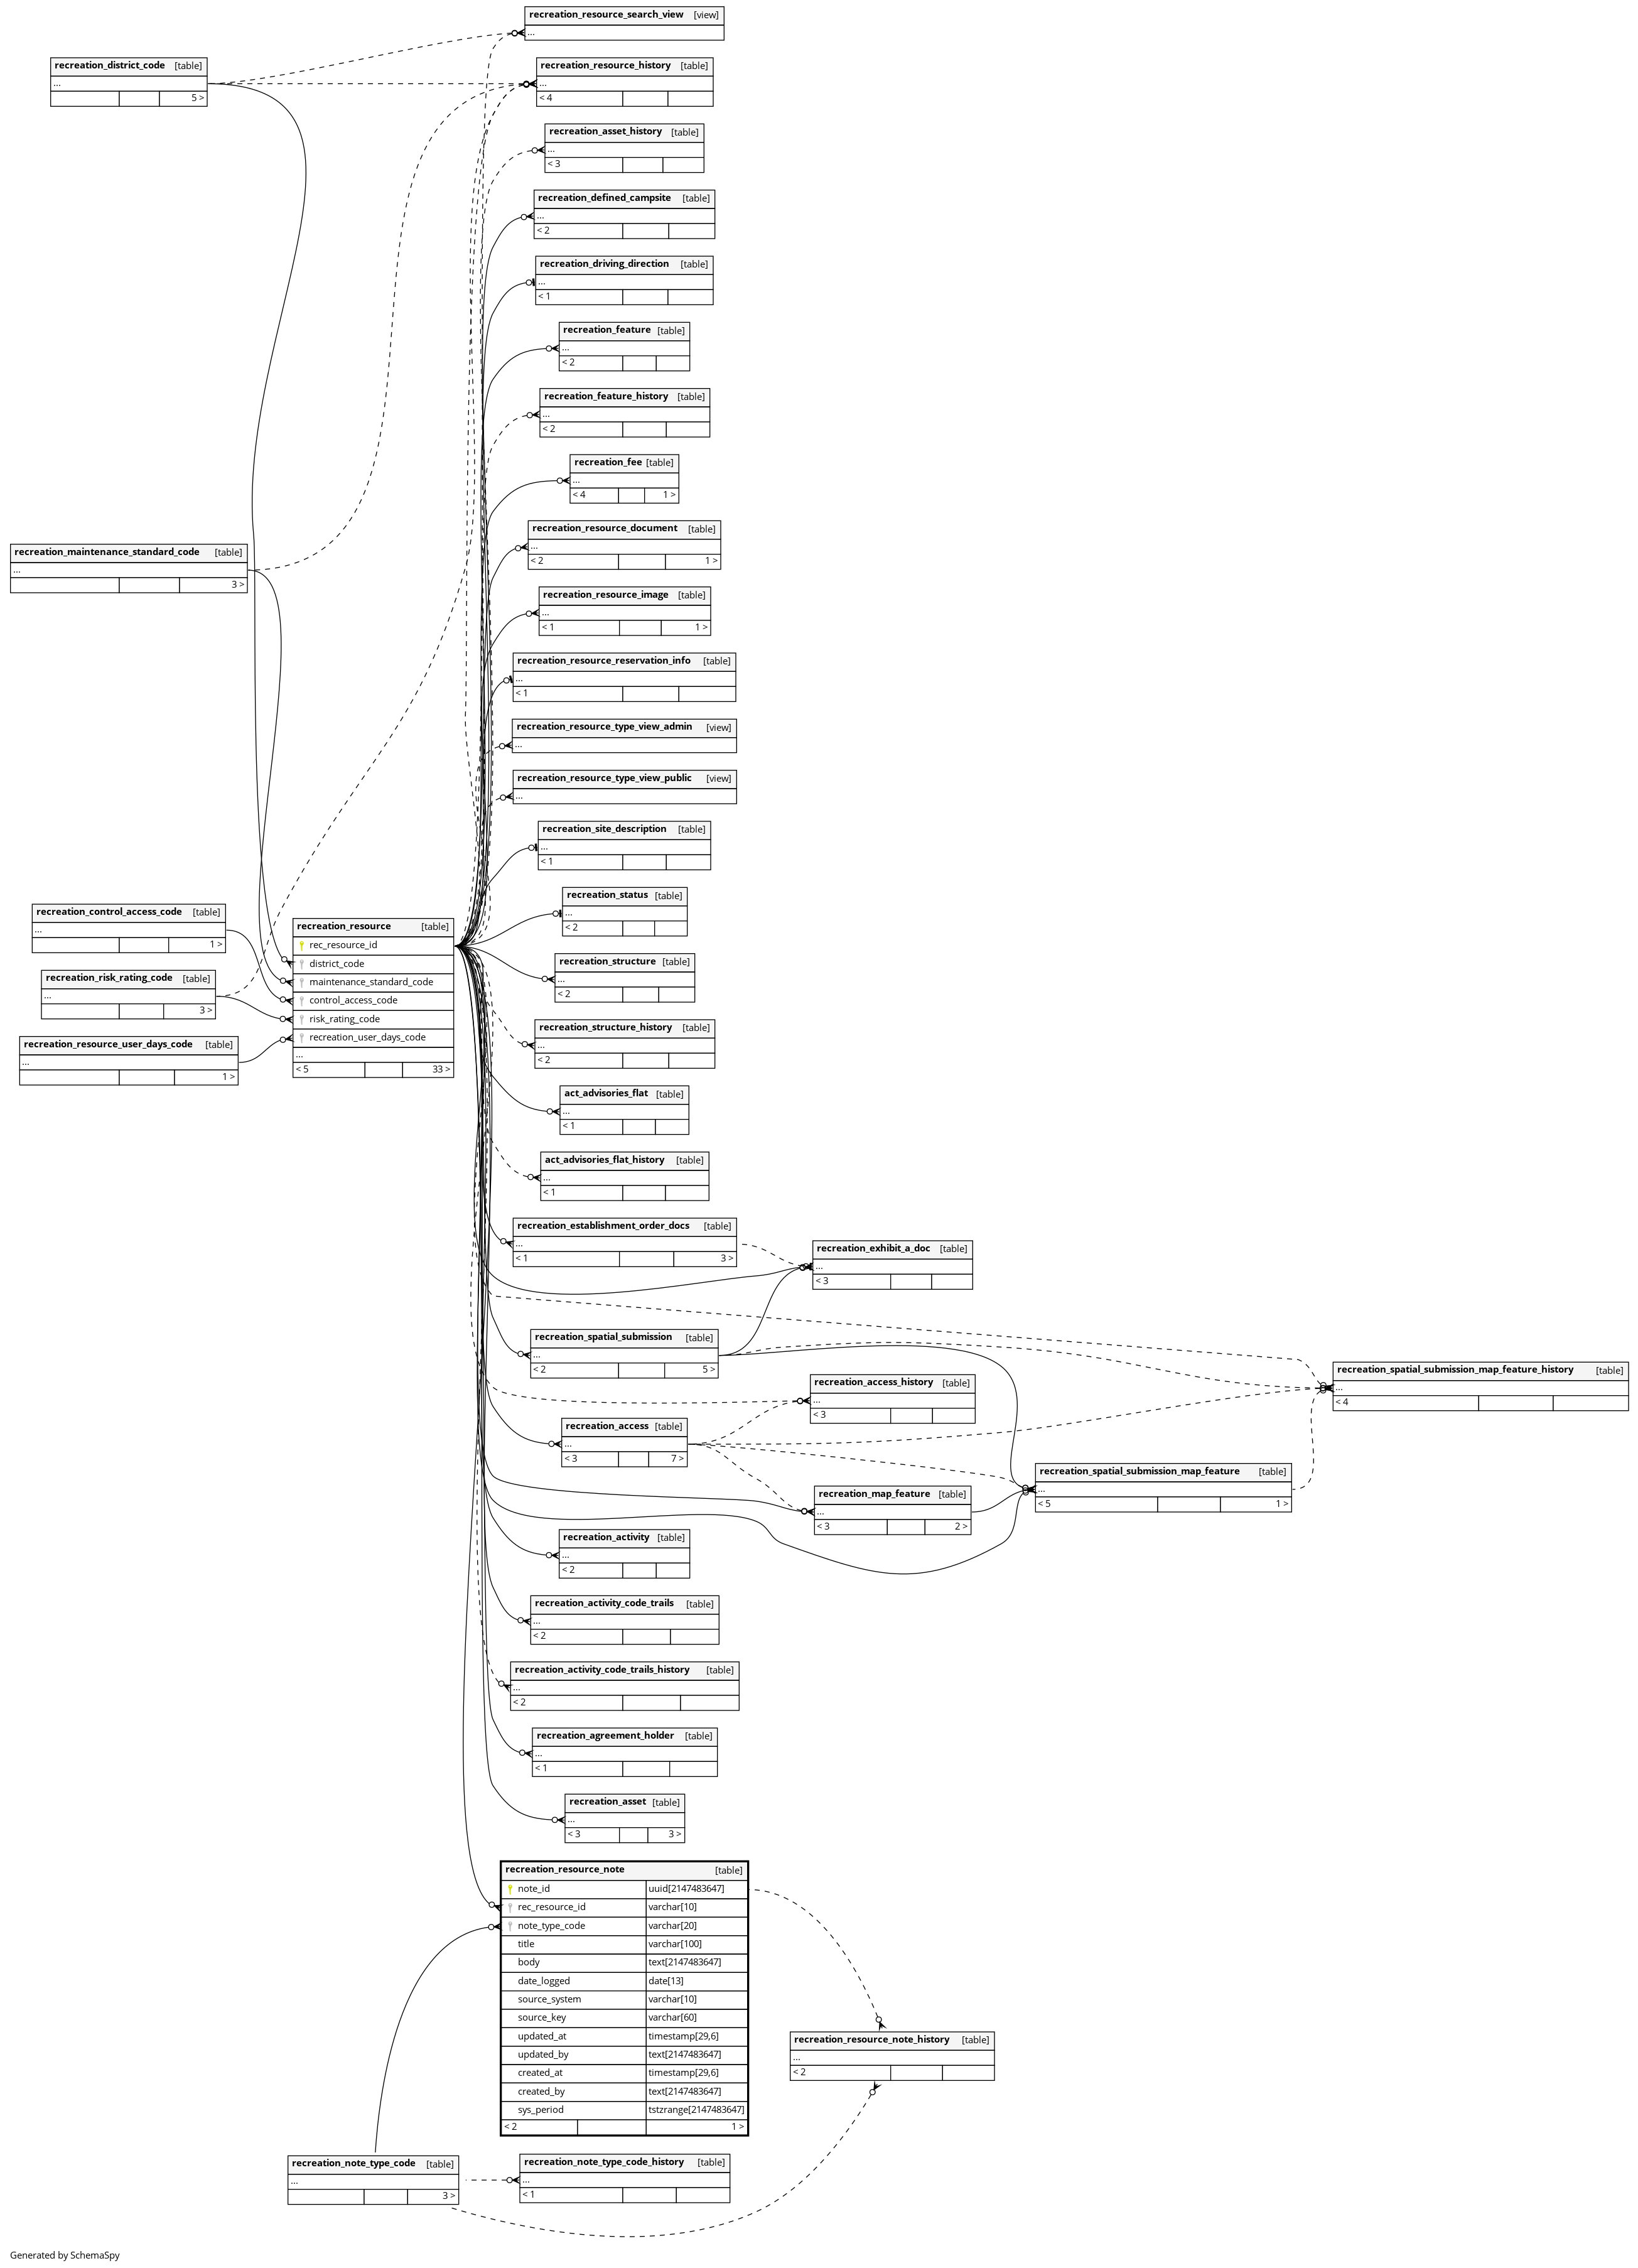 recreation_resource_search_view [view]
...
recreation_district_code [table]
...
5 >
recreation_resource_history [table]
...
< 4
recreation_asset_history [table]
...
< 3
recreation_defined_campsite [table]
...
< 2
recreation_driving_direction [table]
...
< 1
recreation_feature [table]
...
< 2
recreation_feature_history [table]
...
< 2
recreation_fee [table]
...
< 4 1 >
recreation_resource_document [table]
...
< 2 1 >
recreation_maintenance_standard_code [table]
...
3 >
recreation_resource_image [table]
...
< 1 1 >
recreation_resource_reservation_info [table]
...
< 1
recreation_resource_type_view_admin [view]
...
recreation_resource_type_view_public [view]
...
recreation_site_description [table]
...
< 1
recreation_status [table]
...
< 2
recreation_control_access_code [table]
...
1 >
recreation_risk_rating_code [table]
...
3 >
recreation_resource_user_days_code [table]
...
1 >
recreation_resource [table]
rec_resource_id
district_code
maintenance_standard_code
control_access_code
risk_rating_code
recreation_user_days_code
...
< 5 33 >
recreation_structure [table]
...
< 2
recreation_structure_history [table]
...
< 2
act_advisories_flat [table]
...
< 1
act_advisories_flat_history [table]
...
< 1
recreation_establishment_order_docs [table]
...
< 1 3 >
recreation_exhibit_a_doc [table]
...
< 3
recreation_spatial_submission [table]
...
< 2 5 >
recreation_spatial_submission_map_feature_history [table]
...
< 4
recreation_access_history [table]
...
< 3
recreation_access [table]
...
< 3 7 >
recreation_spatial_submission_map_feature [table]
...
< 5 1 >
recreation_map_feature [table]
...
< 3 2 >
recreation_activity [table]
...
< 2
recreation_activity_code_trails [table]
...
< 2
recreation_activity_code_trails_history [table]
...
< 2
recreation_agreement_holder [table]
...
< 1
recreation_asset [table]
...
< 3 3 >
recreation_resource_note [table]
note_id uuid[2147483647]
rec_resource_id varchar[10]
note_type_code varchar[20]
title varchar[100]
body text[2147483647]
date_logged date[13]
source_system varchar[10]
source_key varchar[60]
updated_at timestamp[29,6]
updated_by text[2147483647]
created_at timestamp[29,6]
created_by text[2147483647]
sys_period tstzrange[2147483647]
< 2 1 >
recreation_resource_note_history [table]
...
< 2
recreation_note_type_code [table]
...
3 >
recreation_note_type_code_history [table]
...
< 1
Generated by SchemaSpy